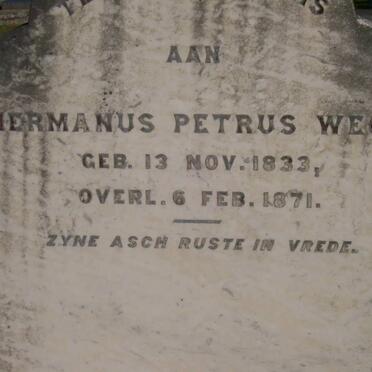 AAN
HERMANUS PETRUS
GEB. 13 NOV. 1833,
OVERL. 6 FEB. 1871.
ZYNE ASCH RUSTE IN VREDE.